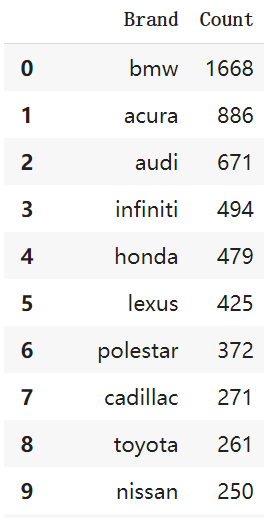 Brand Count
0 bmw 1668
1 acura 886
2 audi 671
3 infiniti 494
4 honda 479
5 lexus 425
6 polestar 372
7 cadillac 271
8 toyota 261
9 nissan 250